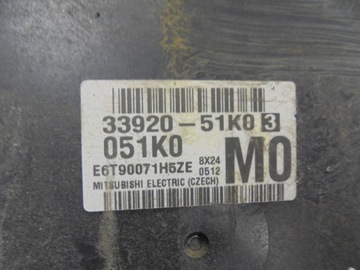 33920-51K0 3
051K0
E6T90071H5ZE 8X24 0512 M0
MITSUBISHI ELECTRIC (CZECH)